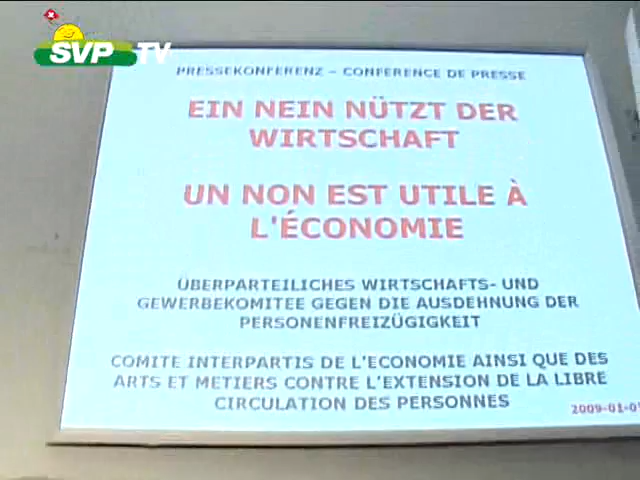 SVP TV
PRESSEKONFERENZ – CONFERENCE DE PRESSE
EIN NEIN NÜTZT DER
WIRTSCHAFT
UN NON EST UTILE À
L'ÉCONOMIE
ÜBERPARTEILICHES WIRTSCHAFTS- UND
GEWERBEKOMITEE GEGEN DIE AUSDEHNUNG DER
PERSONENFREIZÜGIGKEIT
COMITE INTERPARTIS DE L'ECONOMIE AINSI QUE DES
ARTS ET METIERS CONTRE L'EXTENSION DE LA LIBRE
CIRCULATION DES PERSONNES